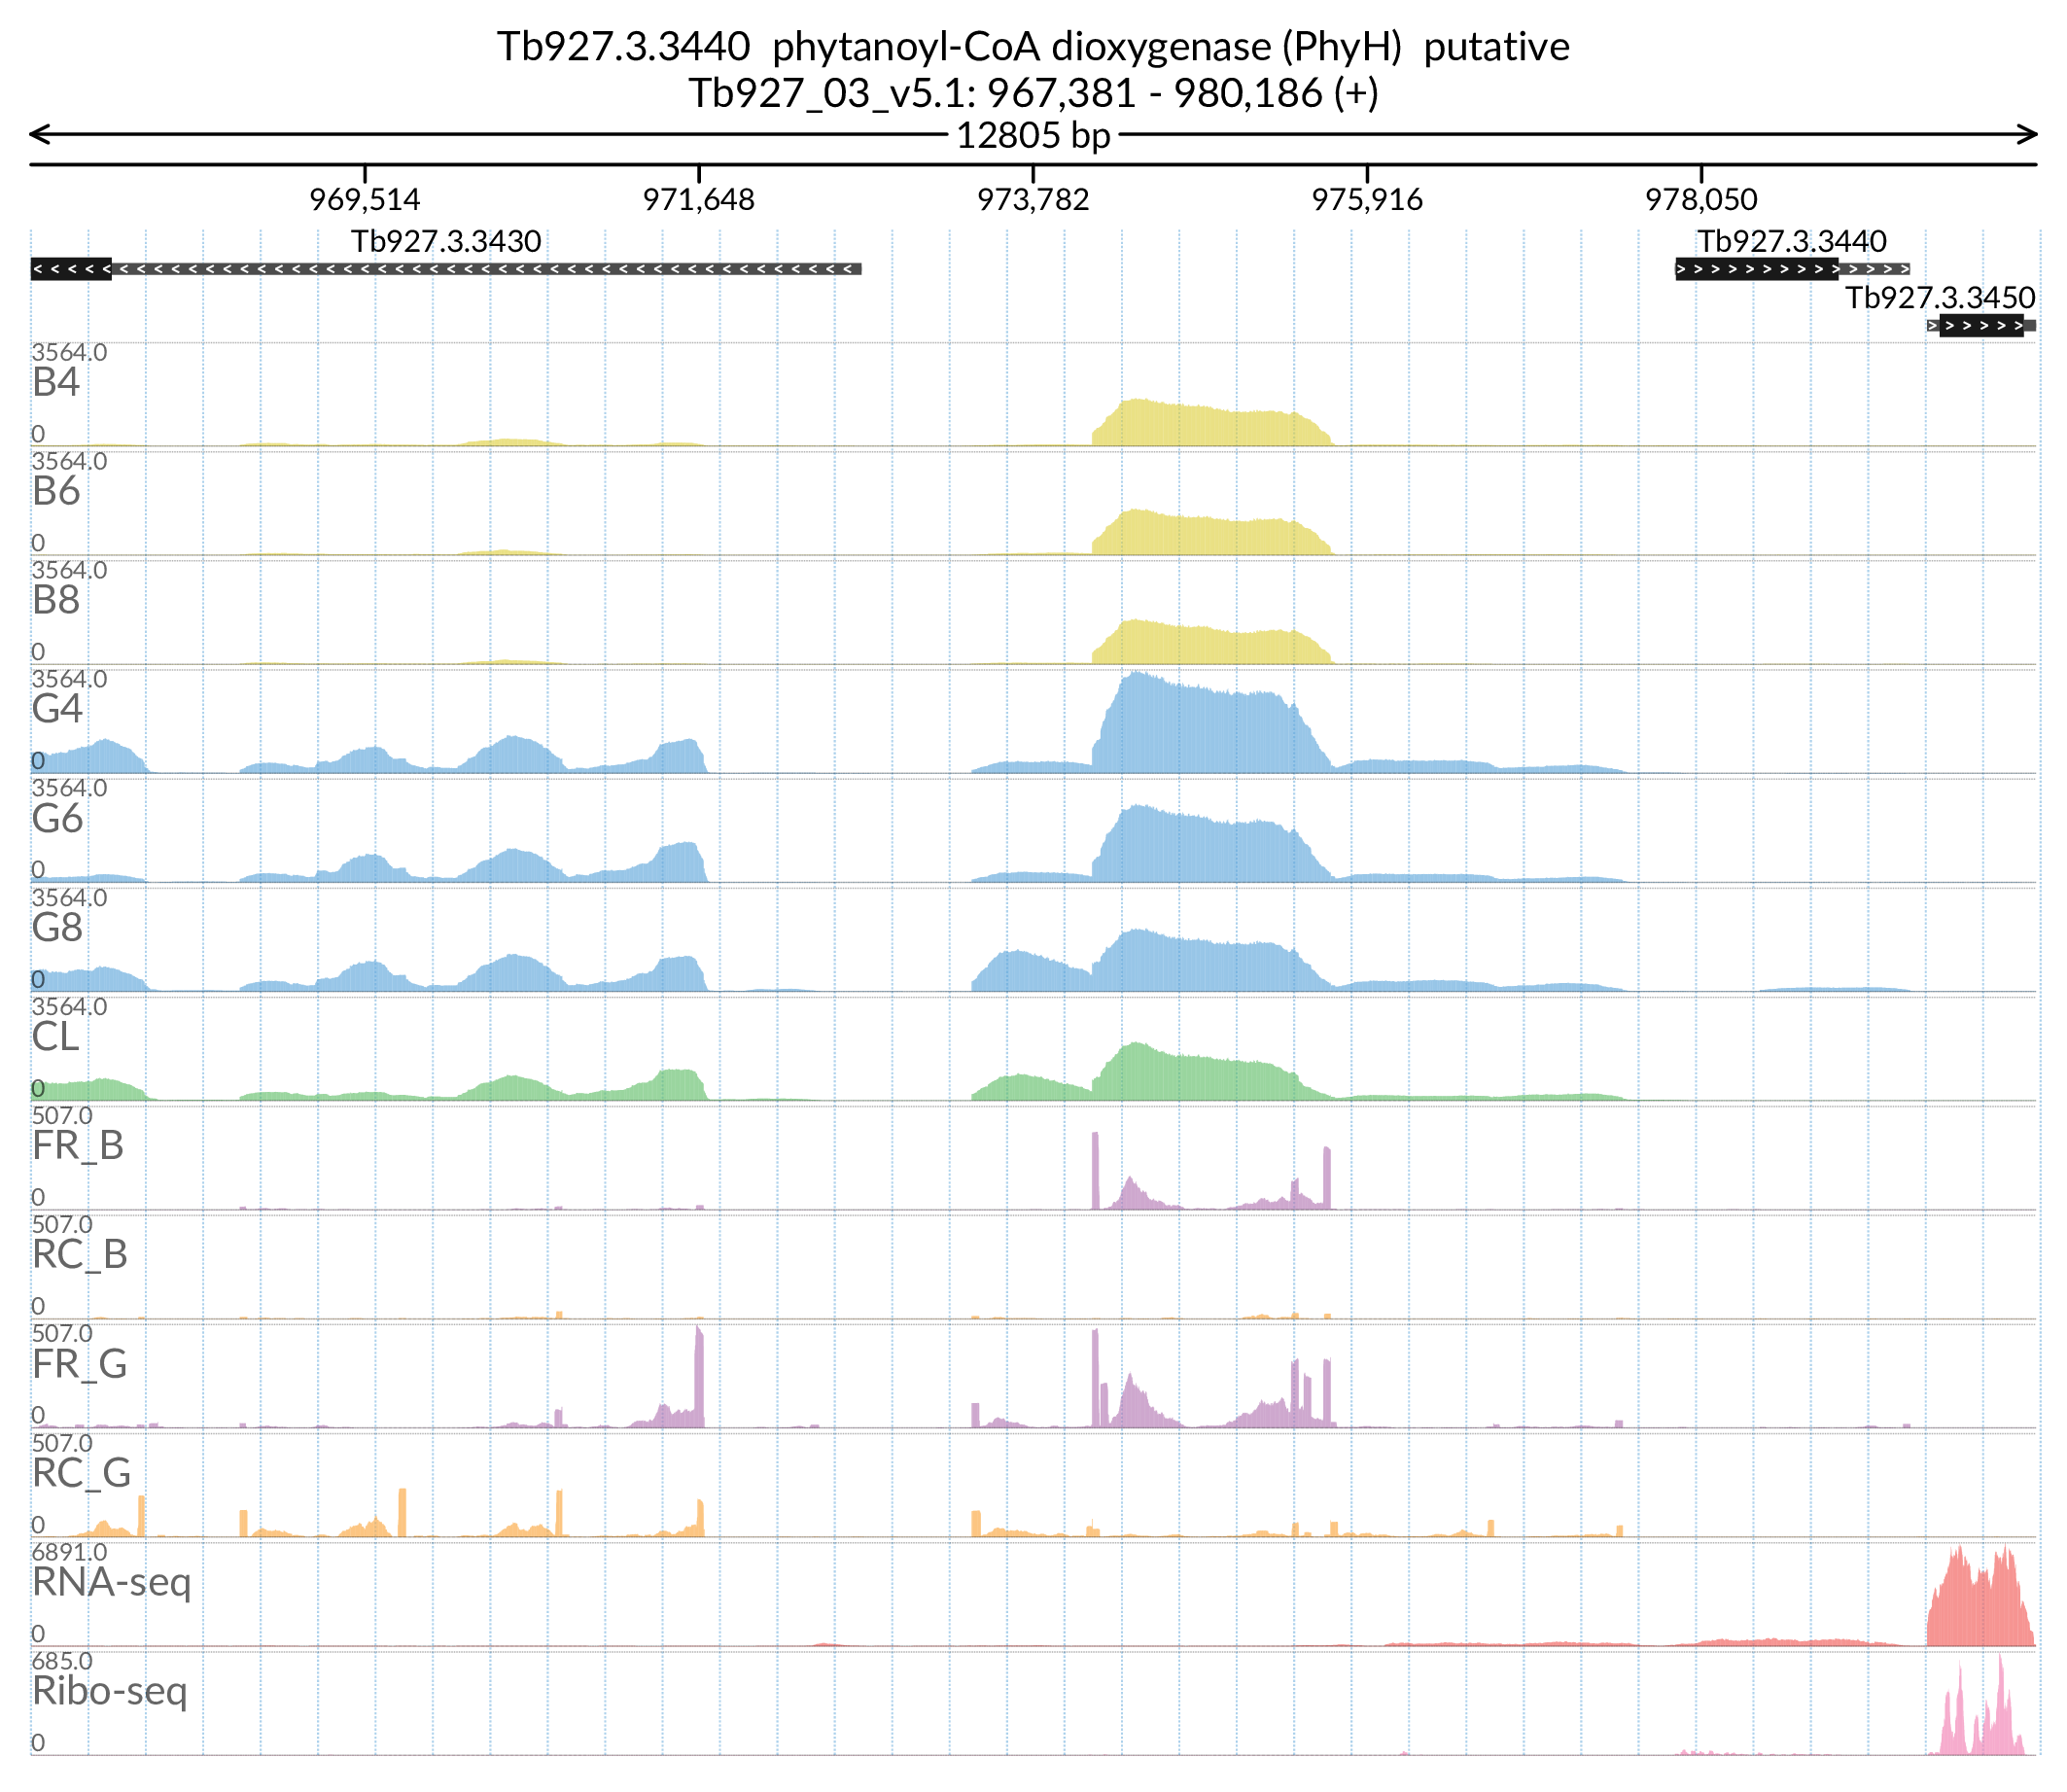 Tb927.3.3440  phytanoyl-CoA dioxygenase (PhyH)  putative
Tb927_03_v5.1: 967,381 - 980,186 (+)
12805 bp
969,514 971,648 973,782 975,916 978,050
Tb927.3.3430 Tb927.3.3440
Tb927.3.3450
3564.0
B4
0
3564.0
B6
0
3564.0
B8
0
3564.0
G4
0
3564.0
G6
0
3564.0
G8
0
3564.0
CL
0
507.0
FR_B
0
507.0
RC_B
0
507.0
FR_G
0
507.0
RC_G
0
6891.0
RNA-seq
0
685.0
Ribo-seq
0